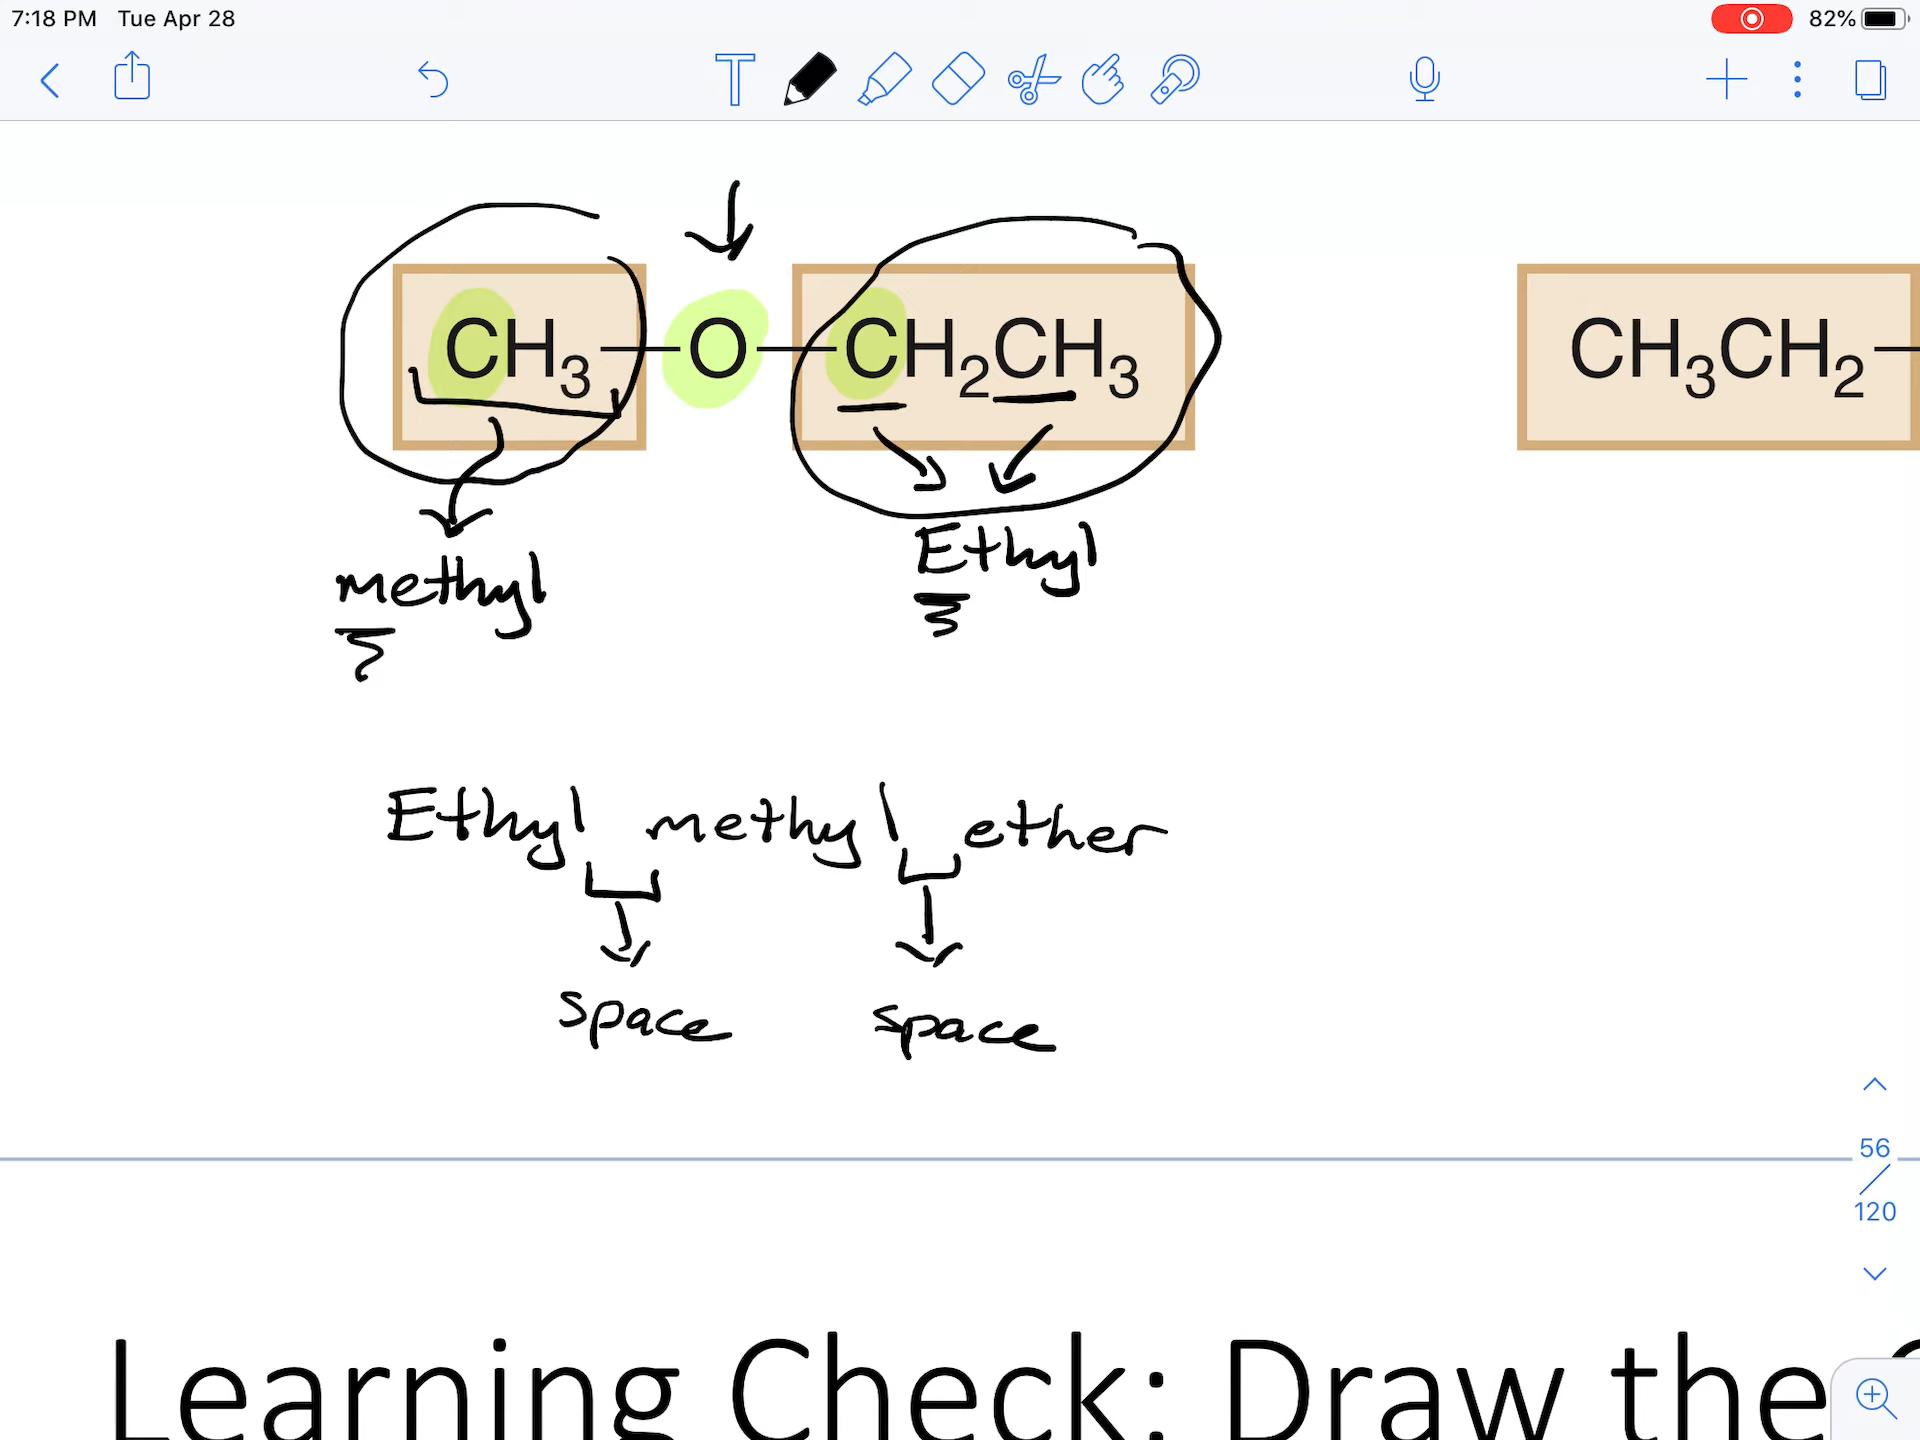 7:18 PM Tue Apr 28 82%
T
CH₃—O—CH₂CH₃ CH₃CH₂—
methyl Ethyl
Ethyl methyl ether
space space
56
120
Learning Check: Draw the